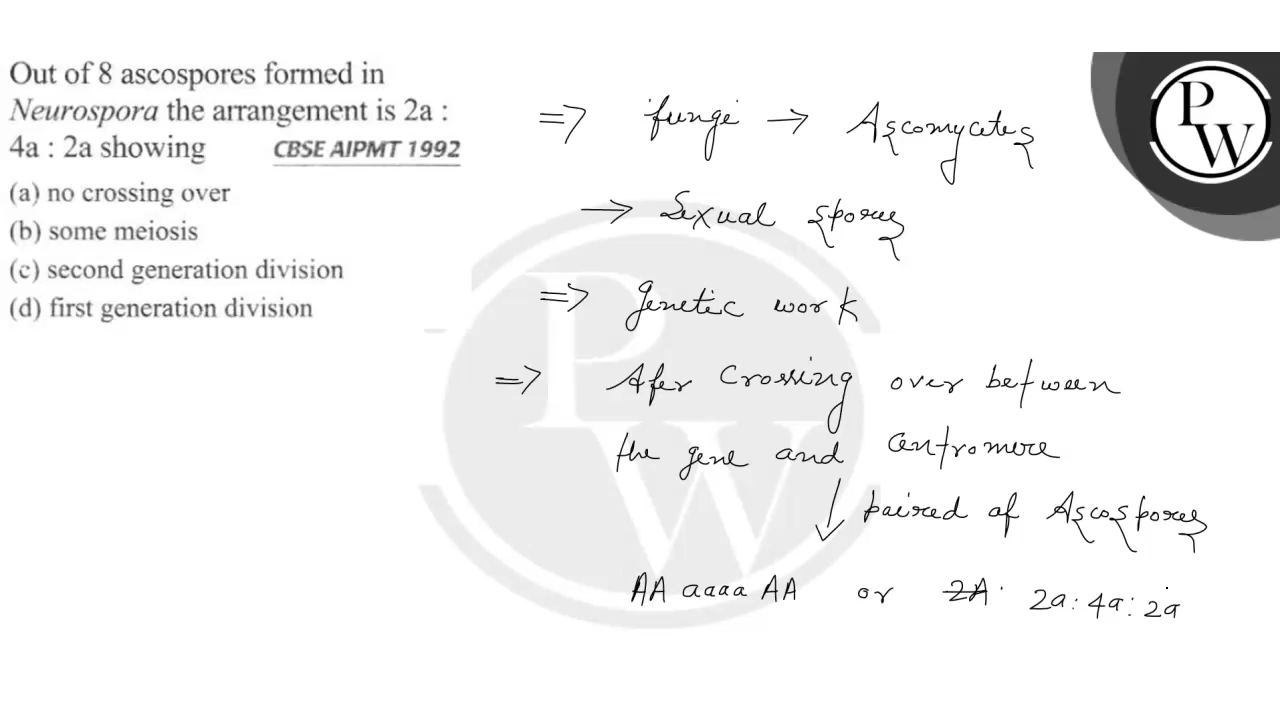 Out of 8 ascospores formed in
Neurospora the arrangement is 2a :
4a : 2a showing CBSE AIPMT 1992
(a) no crossing over
(b) some meiosis
(c) second generation division
(d) first generation division
⇒ fungi → Ascomycetes
→ Sexual spores
⇒ Genetic work
⇒ Afer crossing over between
the gene and centromere
↓ paired of Ascospores
AA aaaa AA or 2A 2a : 4a : 2a
P
W
P
W